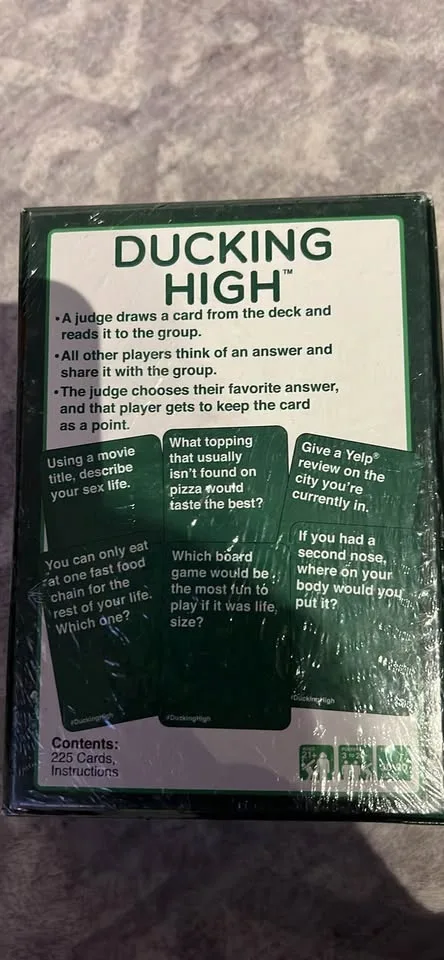 DUCKING
HIGH™
•A judge draws a card from the deck and
reads it to the group.
•All other players think of an answer and
share it with the group.
•The judge chooses their favorite answer,
and that player gets to keep the card
as a point.
Using a movie
title, describe
your sex life.
What topping
that usually
isn't found on
pizza would
taste the best?
Give a Yelp®
review on the
city you're
currently in.
You can only eat
at one fast food
chain for the
rest of your life.
Which one?
Which board
game would be
the most fun to
play if it was life
size?
If you had a
second nose,
where on your
body would you
put it?
#DuckingHigh
#DuckingHigh
#DuckingHigh
Contents:
225 Cards,
Instructions
21+